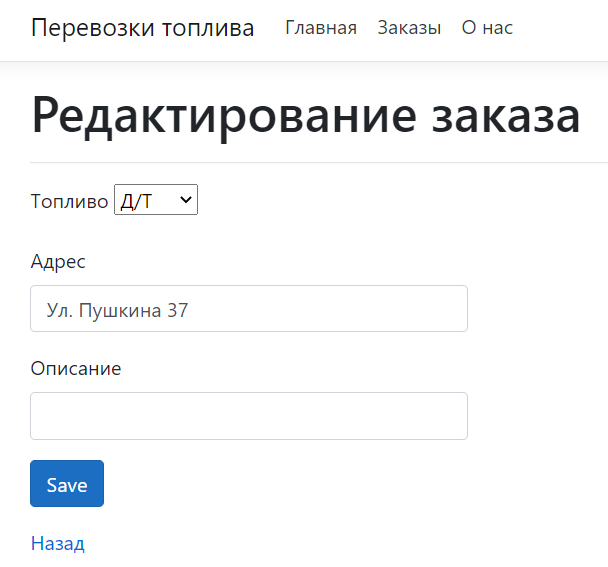 Перевозки топлива Главная Заказы О нас
Редактирование заказа
Топливо Д/Т
Адрес
Ул. Пушкина 37
Описание
Save
Назад